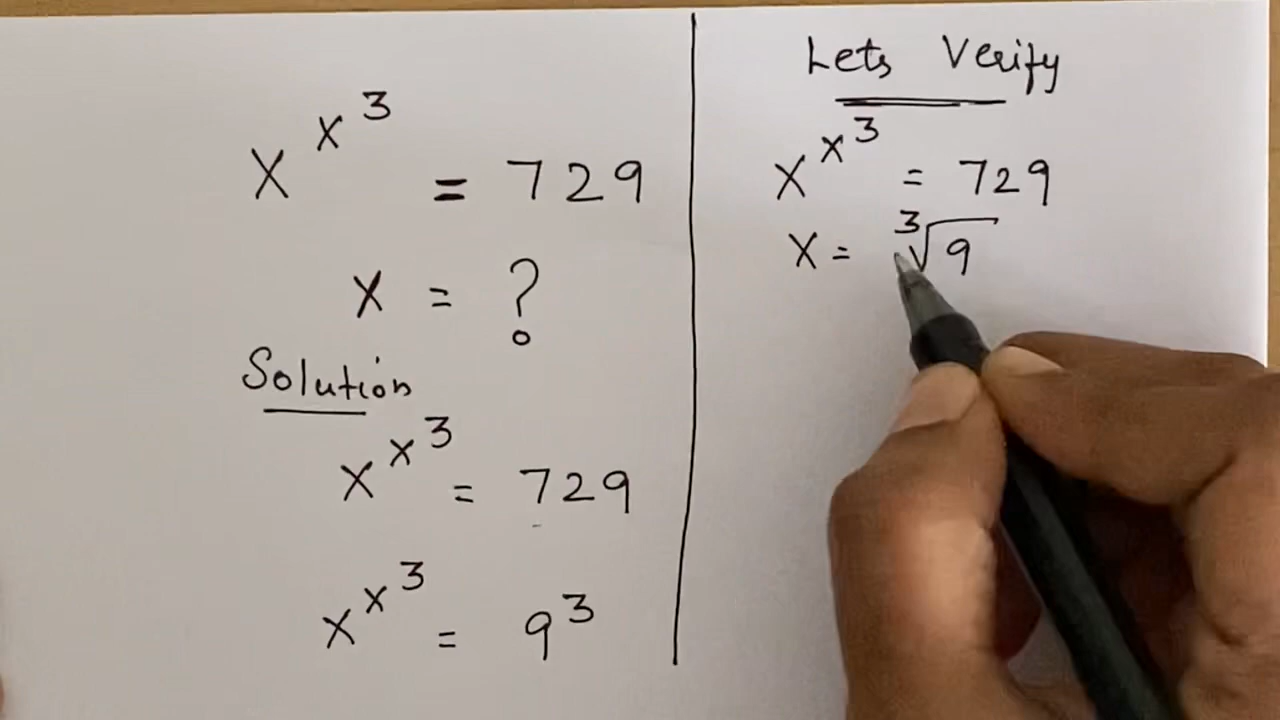 x^x^3 = 729
x = ?
Solution
x^x^3 = 729
x^x^3 = 9^3
Lets Verify
x^x^3 = 729
x = ∛9